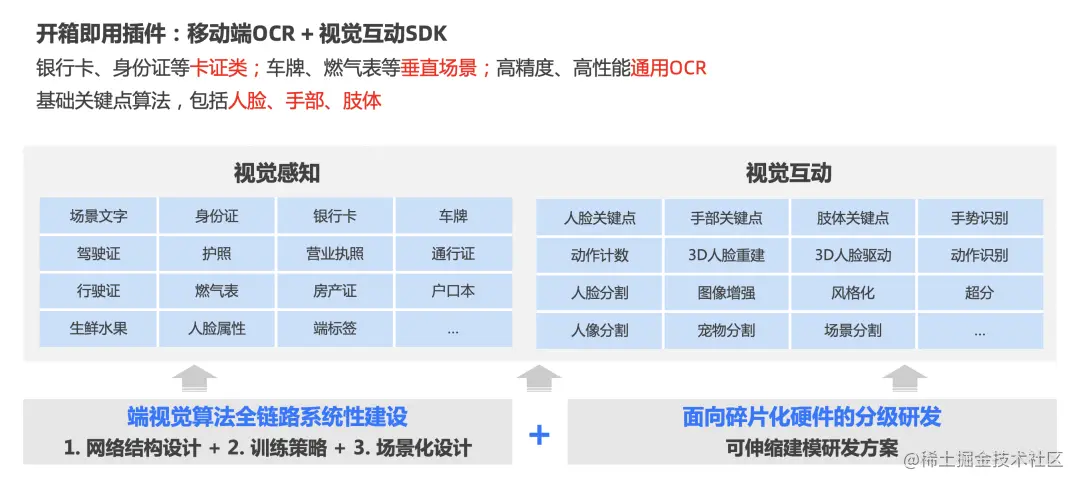 开箱即用插件：移动端OCR + 视觉互动SDK
银行卡、身份证等卡证类；车牌、燃气表等垂直场景；高精度、高性能通用OCR
基础关键点算法，包括人脸、手部、肢体
视觉感知
场景文字 身份证 银行卡 车牌
驾驶证 护照 营业执照 通行证
行驶证 燃气表 房产证 户口本
生鲜水果 人脸属性 端标签 ...
视觉互动
人脸关键点 手部关键点 肢体关键点 手势识别
动作计数 3D人脸重建 3D人脸驱动 动作识别
人脸分割 图像增强 风格化 超分
人像分割 宠物分割 场景分割 ...
端视觉算法全链路系统性建设
1. 网络结构设计 + 2. 训练策略 + 3. 场景化设计
+
面向碎片化硬件的分级研发
可伸缩建模研发方案
@稀土掘金技术社区